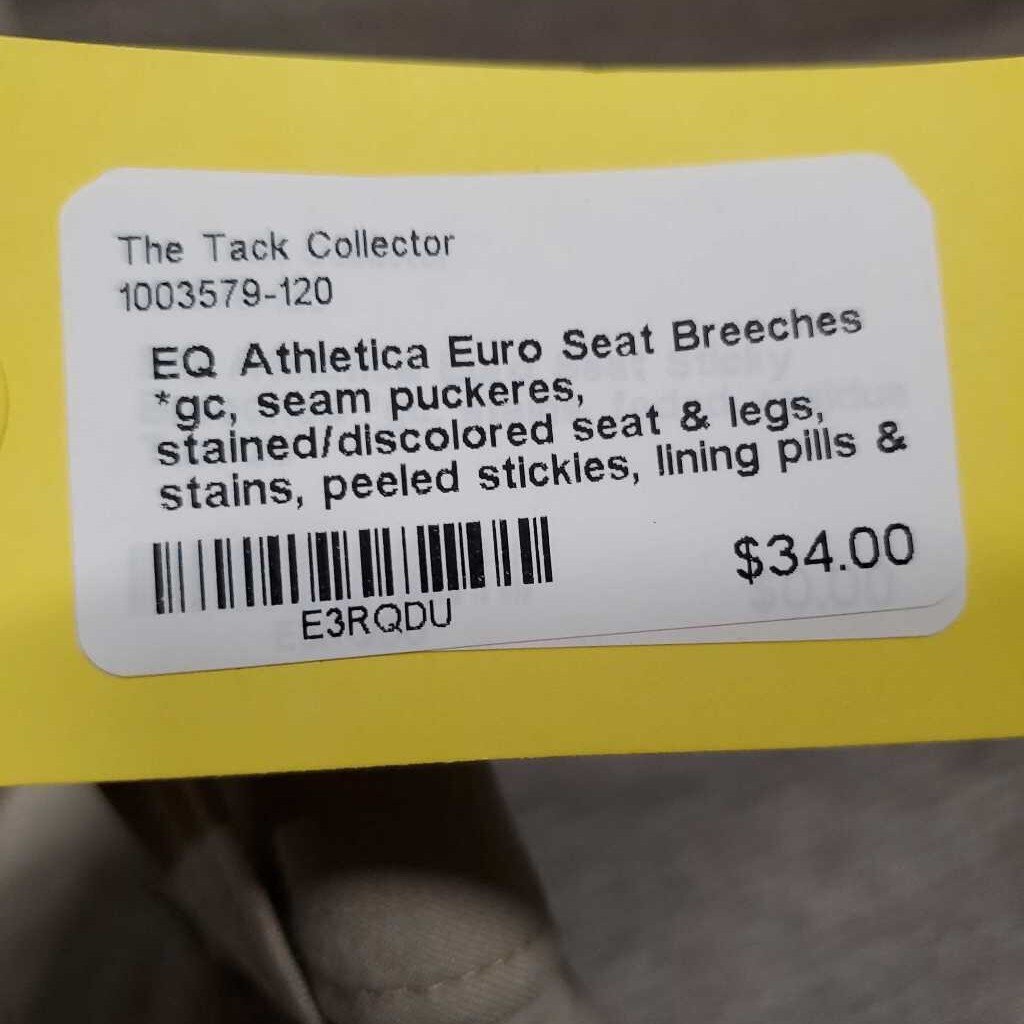 The Tack Collector
1003579-120
EQ Athletica Euro Seat Breeches
*gc, seam puckeres,
stained/discolored seat & legs,
stains, peeled stickies, lining pills &
$34.00
E3RQDU